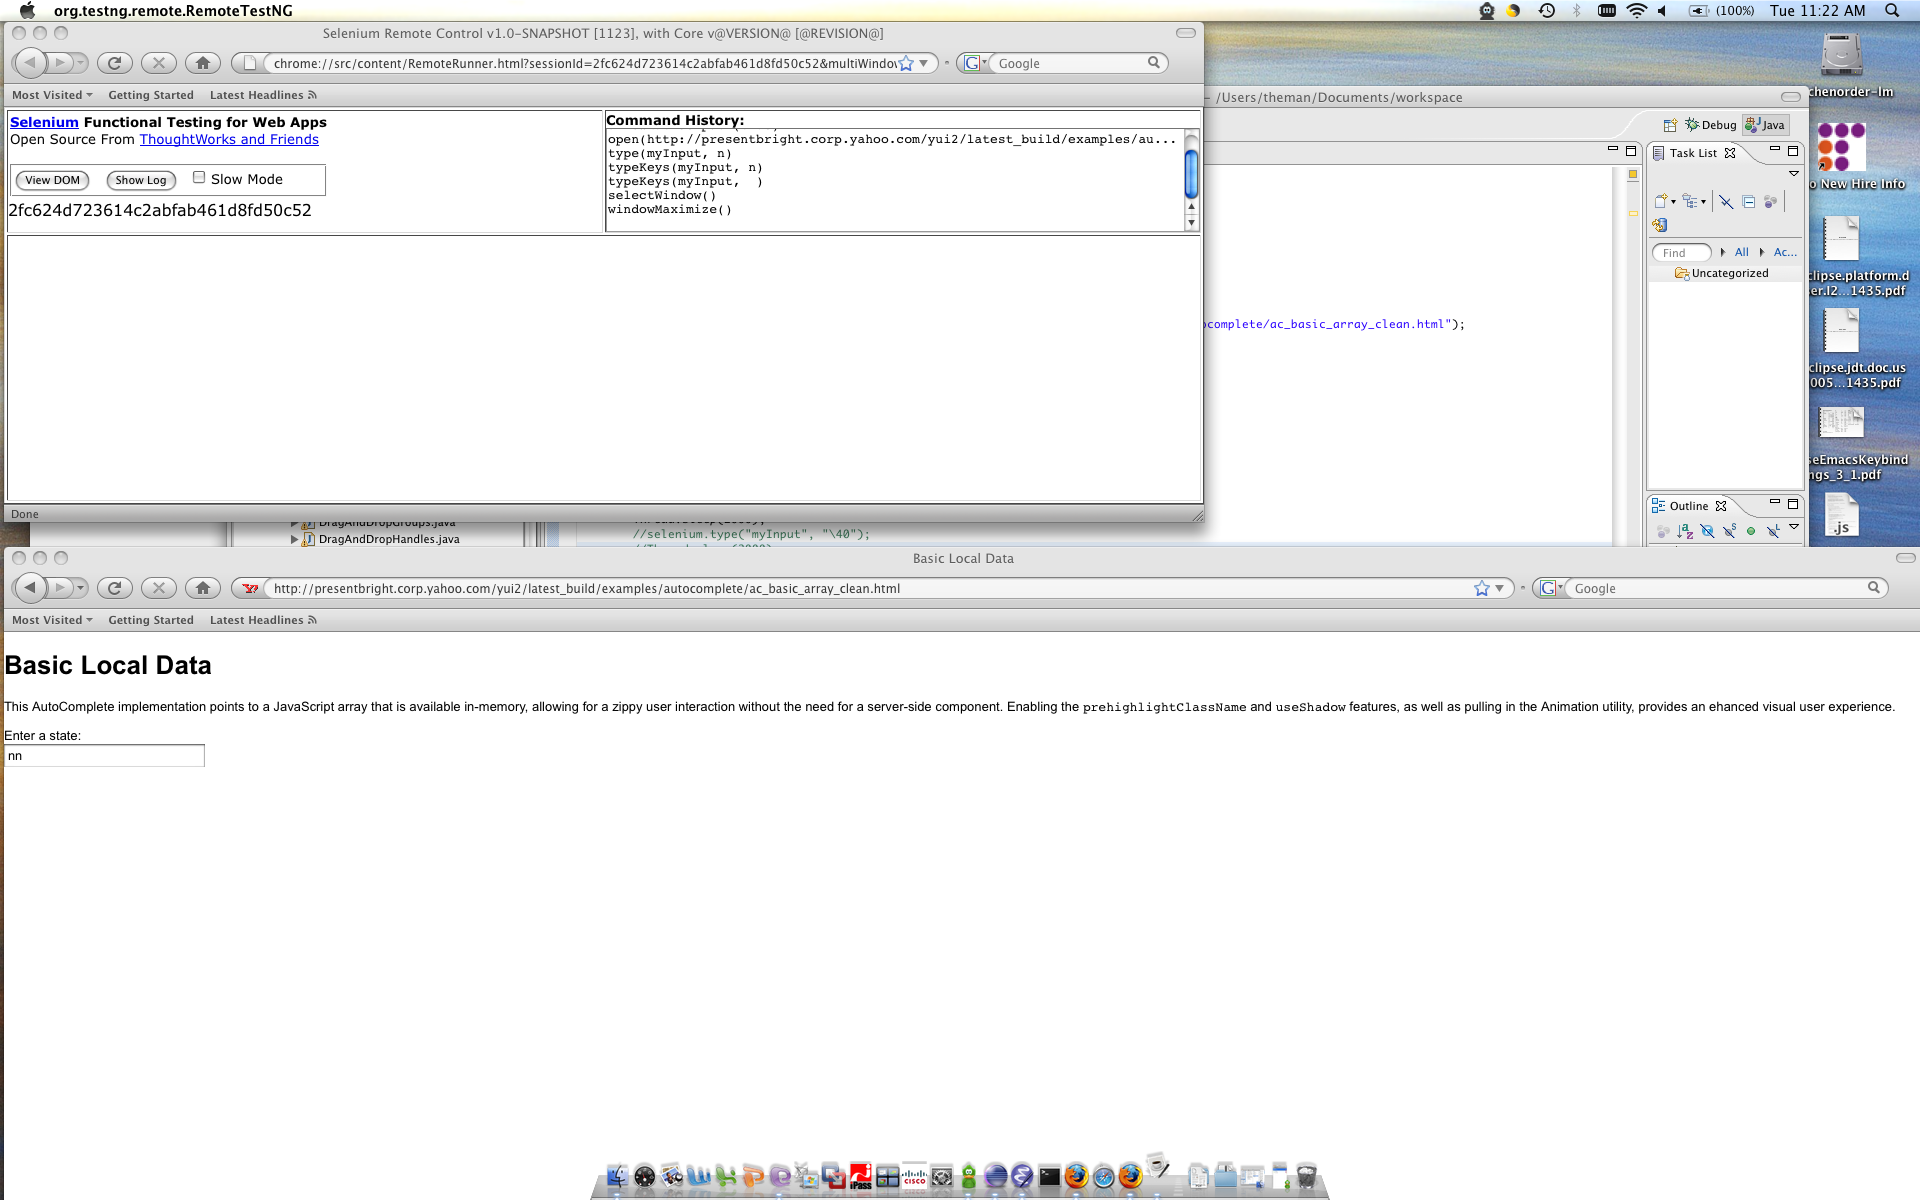 org.testng.remote.RemoteTestNG
(100%) Tue 11:22 AM
Selenium Remote Control v1.0-SNAPSHOT [1123], with Core v@VERSION@ [@REVISION@]
chrome://src/content/RemoteRunner.html?sessionId=2fc624d723614c2abfab461d8fd50c52&multiWindow
Google
Most Visited Getting Started Latest Headlines
Selenium Functional Testing for Web Apps
Open Source From ThoughtWorks and Friends
View DOM Show Log Slow Mode
2fc624d723614c2abfab461d8fd50c52
Command History:
open(http://presentbright.corp.yahoo.com/yui2/latest_build/examples/au...
type(myInput, n)
typeKeys(myInput, n)
typeKeys(myInput,  )
selectWindow()
windowMaximize()
Done
- /Users/theman/Documents/workspace
Debug Java
Task List
Find All Ac...
Uncategorized
complete/ac_basic_array_clean.html");
Outline
chenorder-lm
o New Hire Info
clipse.platform.d
er.l2...1435.pdf
clipse.jdt.doc.us
005...1435.pdf
seEmacsKeybind
ngs_3_1.pdf
.js
DragAndDropGroups.java
DragAndDropHandles.java
//selenium.type("myInput", "\40");
Basic Local Data
http://presentbright.corp.yahoo.com/yui2/latest_build/examples/autocomplete/ac_basic_array_clean.html
Google
Most Visited Getting Started Latest Headlines
Basic Local Data
This AutoComplete implementation points to a JavaScript array that is available in-memory, allowing for a zippy user interaction without the need for a server-side component. Enabling the prehighlightClassName and useShadow features, as well as pulling in the Animation utility, provides an ehanced visual user experience.
Enter a state:
nn
iPass
CISCO